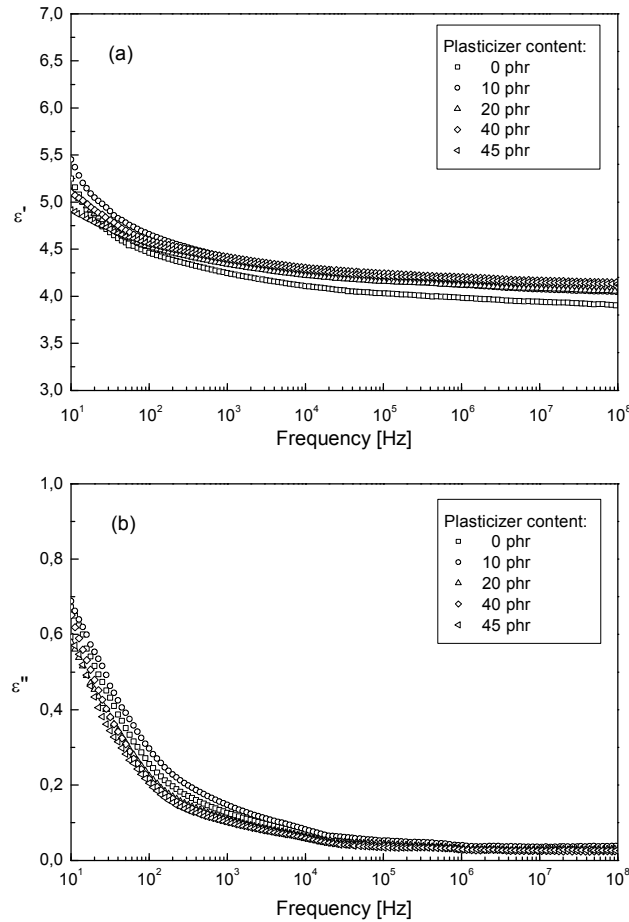 (a)
Plasticizer content:
0 phr
10 phr
20 phr
40 phr
45 phr
7,0
6,5
6,0
5,5
5,0
4,5
4,0
3,5
3,0
ε'
10¹ 10² 10³ 10⁴ 10⁵ 10⁶ 10⁷ 10⁸
Frequency [Hz]
(b)
Plasticizer content:
0 phr
10 phr
20 phr
40 phr
45 phr
1,0
0,8
0,6
0,4
0,2
0,0
ε"
10¹ 10² 10³ 10⁴ 10⁵ 10⁶ 10⁷ 10⁸
Frequency [Hz]